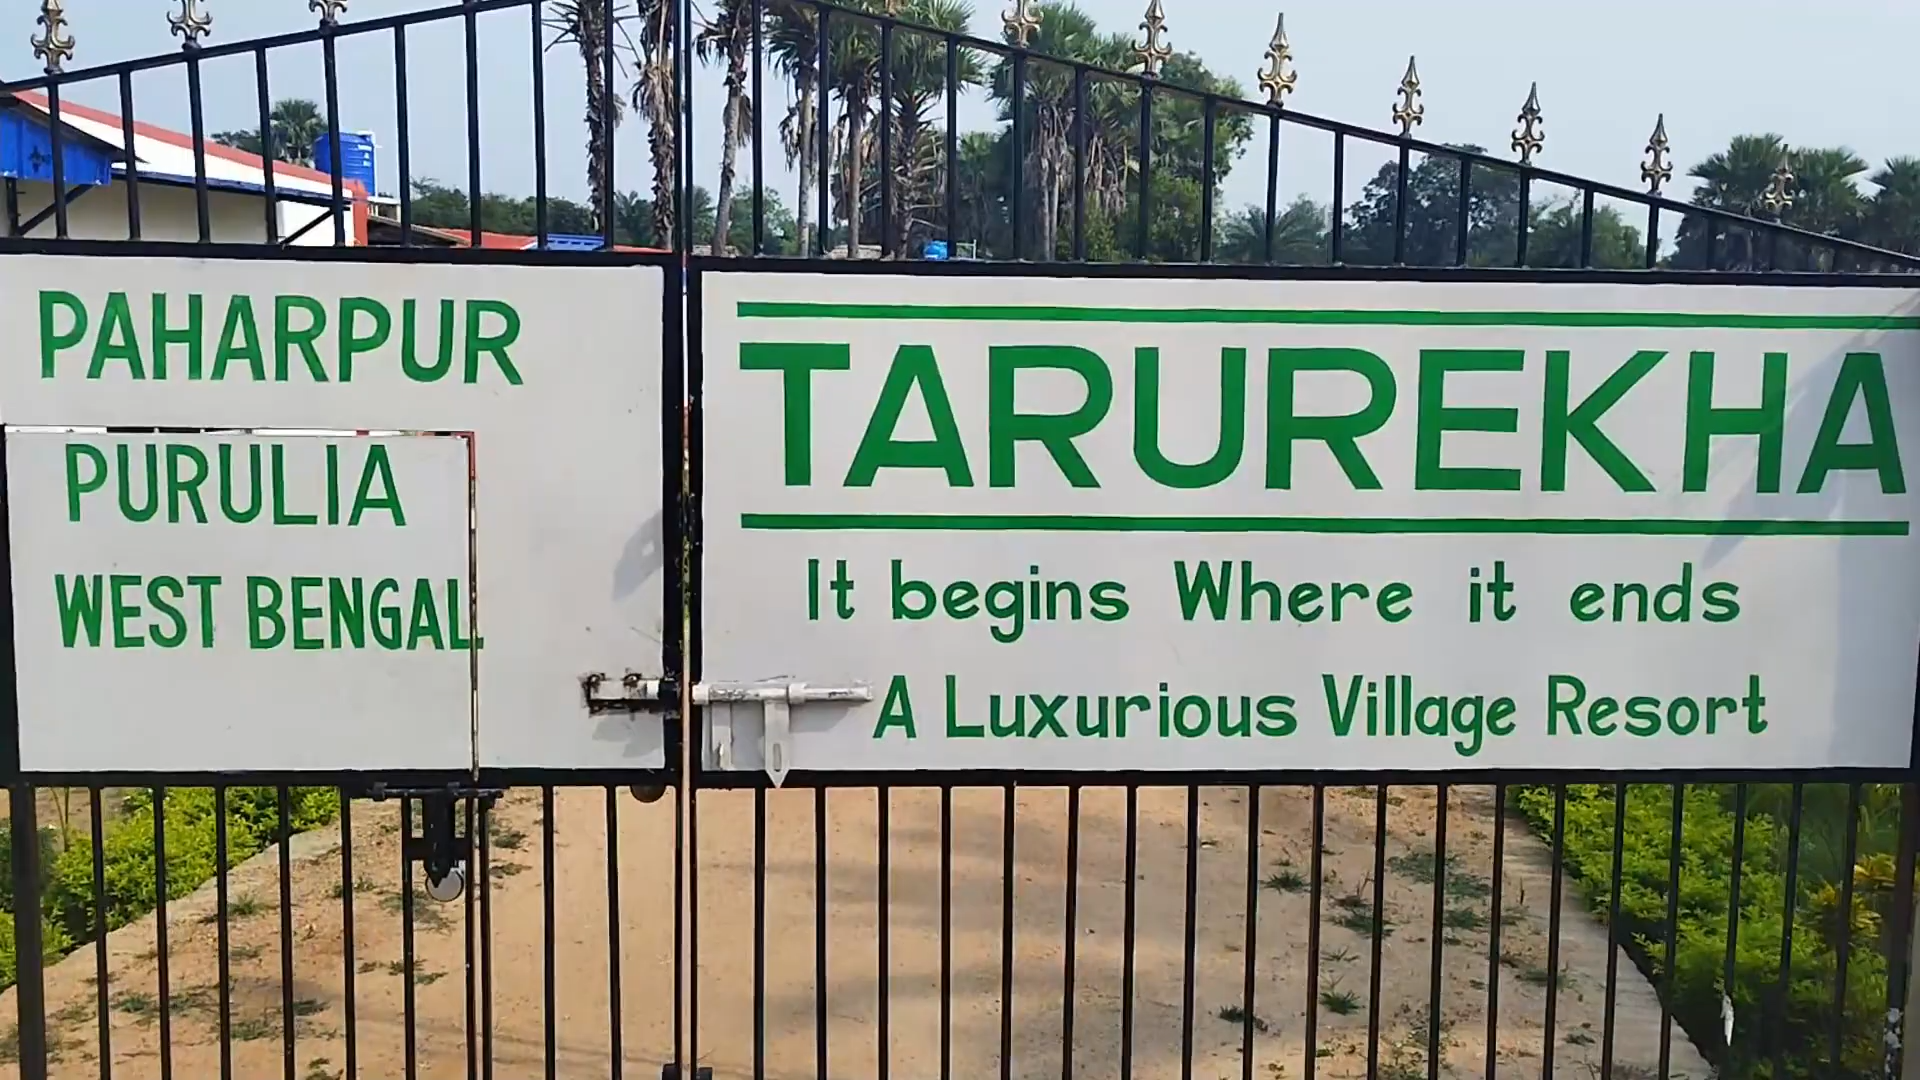 PAHARPUR
PURULIA
WEST BENGAL
TARUREKHA
It begins Where it ends
A Luxurious Village Resort